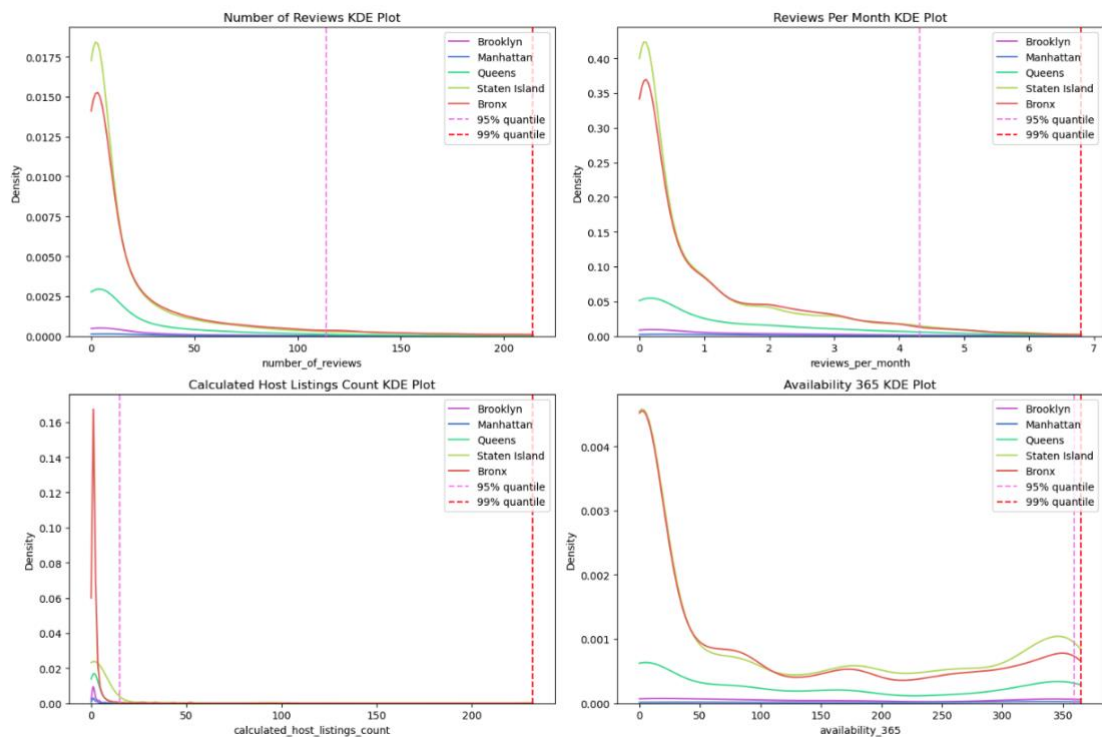 Number of Reviews KDE Plot
Density
0.0175
0.0150
0.0125
0.0100
0.0075
0.0050
0.0025
0.0000
0 50 100 150 200
number_of_reviews
Brooklyn
Manhattan
Queens
Staten Island
Bronx
95% quantile
99% quantile
Reviews Per Month KDE Plot
Density
0.40
0.35
0.30
0.25
0.20
0.15
0.10
0.05
0.00
0 1 2 3 4 5 6 7
reviews_per_month
Brooklyn
Manhattan
Queens
Staten Island
Bronx
95% quantile
99% quantile
Calculated Host Listings Count KDE Plot
Density
0.16
0.14
0.12
0.10
0.08
0.06
0.04
0.02
0.00
0 50 100 150 200
calculated_host_listings_count
Brooklyn
Manhattan
Queens
Staten Island
Bronx
95% quantile
99% quantile
Availability 365 KDE Plot
Density
0.004
0.003
0.002
0.001
0.000
0 50 100 150 200 250 300 350
availability_365
Brooklyn
Manhattan
Queens
Staten Island
Bronx
95% quantile
99% quantile